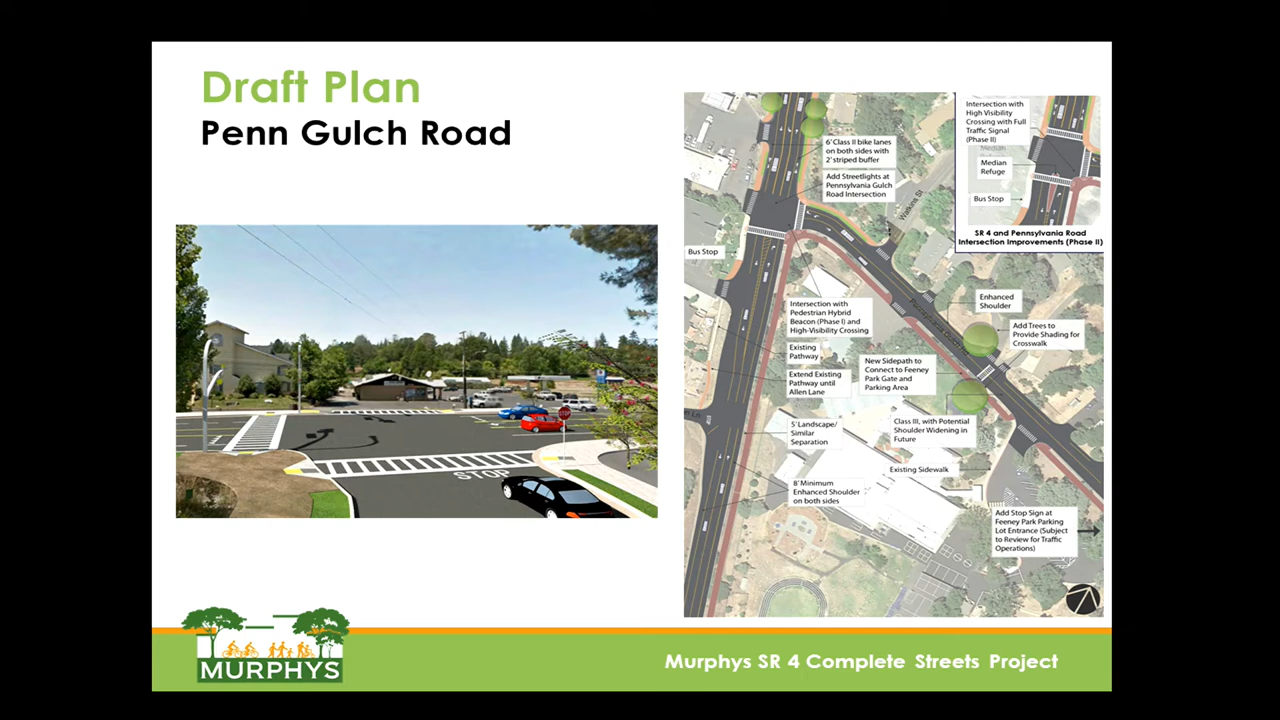 Draft Plan
Penn Gulch Road
STOP
STOP
6' Class II bike lanes
on both sides with
2' striped buffer
Add Streetlights at
Pennsylvania Gulch
Road Intersection
Watkins St
Bus Stop
Intersection with
High Visibility
Crossing with Full
Traffic Signal
(Phase II)
Median
Refuge
Bus Stop
SR 4 and Pennsylvania Road
Intersection Improvements (Phase II)
Intersection with
Pedestrian Hybrid
Beacon (Phase I) and
High-Visibility Crossing
Existing
Pathway
Extend Existing
Pathway until
Allen Lane
Enhanced
Shoulder
Add Trees to
Provide Shading for
Crosswalk
New Sidepath to
Connect to Feeney
Park Gate and
Parking Area
Class III, with Potential
Shoulder Widening in
Future
5' Landscape/
Similar
Separation
Existing Sidewalk
8' Minimum
Enhanced Shoulder
on both sides
Add Stop Sign at
Feeney Park Parking
Lot Entrance (Subject
to Review for Traffic
Operations)
MURPHYS
Murphys SR 4 Complete Streets Project